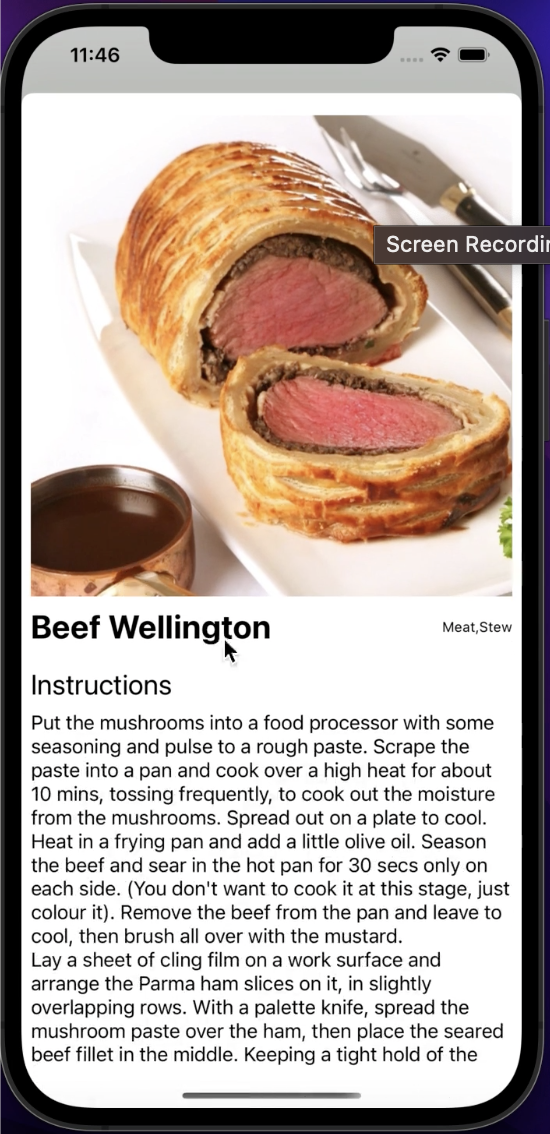 11:46
Screen Recordin
Beef Wellington
Meat,Stew
Instructions
Put the mushrooms into a food processor with some
seasoning and pulse to a rough paste. Scrape the
paste into a pan and cook over a high heat for about
10 mins, tossing frequently, to cook out the moisture
from the mushrooms. Spread out on a plate to cool.
Heat in a frying pan and add a little olive oil. Season
the beef and sear in the hot pan for 30 secs only on
each side. (You don't want to cook it at this stage, just
colour it). Remove the beef from the pan and leave to
cool, then brush all over with the mustard.
Lay a sheet of cling film on a work surface and
arrange the Parma ham slices on it, in slightly
overlapping rows. With a palette knife, spread the
mushroom paste over the ham, then place the seared
beef fillet in the middle. Keeping a tight hold of the